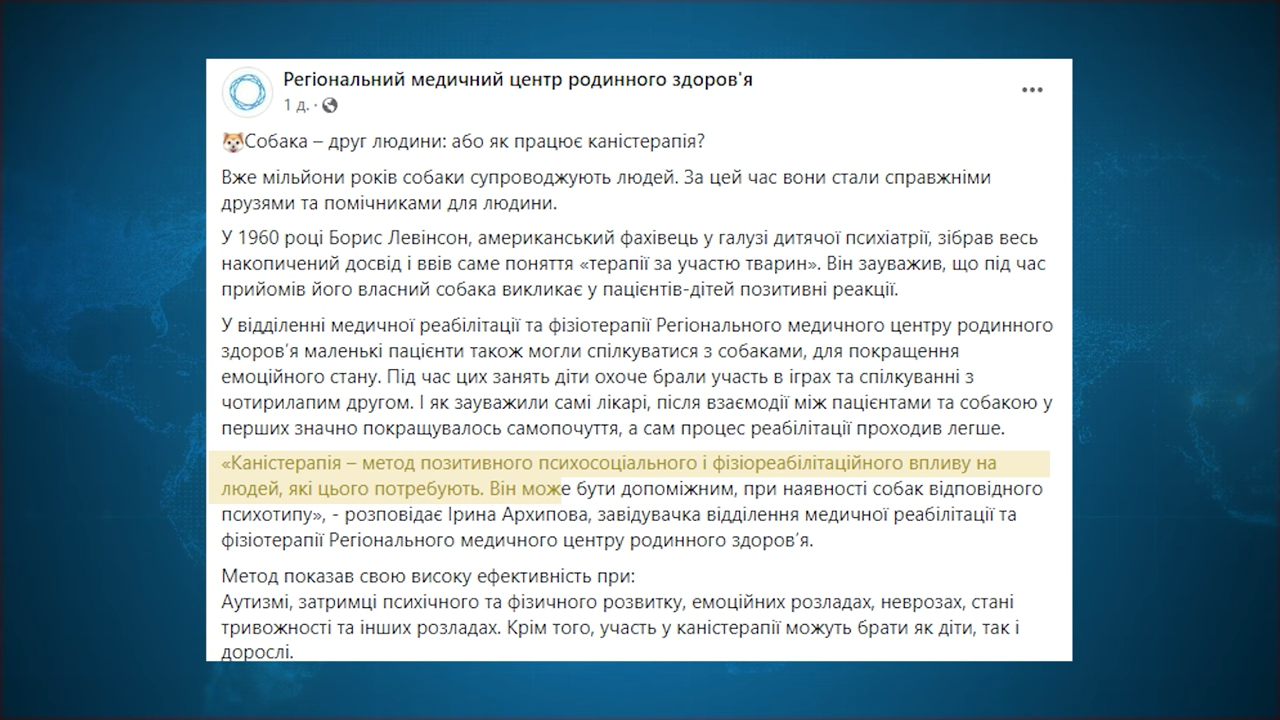 Регіональний медичний центр родинного здоров'я
1 д. ·
Собака – друг людини: або як працює каністерапія?
Вже мільйони років собаки супроводжують людей. За цей час вони стали справжніми
друзями та помічниками для людини.
У 1960 році Борис Левінсон, американський фахівець у галузі дитячої психіатрії, зібрав весь
накопичений досвід і ввів саме поняття «терапії за участю тварин». Він зауважив, що під час
прийомів його власний собака викликає у пацієнтів-дітей позитивні реакції.
У відділенні медичної реабілітації та фізіотерапії Регіонального медичного центру родинного
здоров’я маленькі пацієнти також могли спілкуватися з собаками, для покращення
емоційного стану. Під час цих занять діти охоче брали участь в іграх та спілкуванні з
чотирилапим другом. І як зауважили самі лікарі, після взаємодії між пацієнтами та собакою у
перших значно покращувалось самопочуття, а сам процес реабілітації проходив легше.
«Каністерапія – метод позитивного психосоціального і фізіореабілітаційного впливу на
людей, які цього потребують. Він може бути допоміжним, при наявності собак відповідного
психотипу», - розповідає Ірина Архипова, завідувачка відділення медичної реабілітації та
фізіотерапії Регіонального медичного центру родинного здоров’я.
Метод показав свою високу ефективність при:
Аутизмі, затримці психічного та фізичного розвитку, емоційних розладах, неврозах, стані
тривожності та інших розладах. Крім того, участь у каністерапії можуть брати як діти, так і
дорослі.